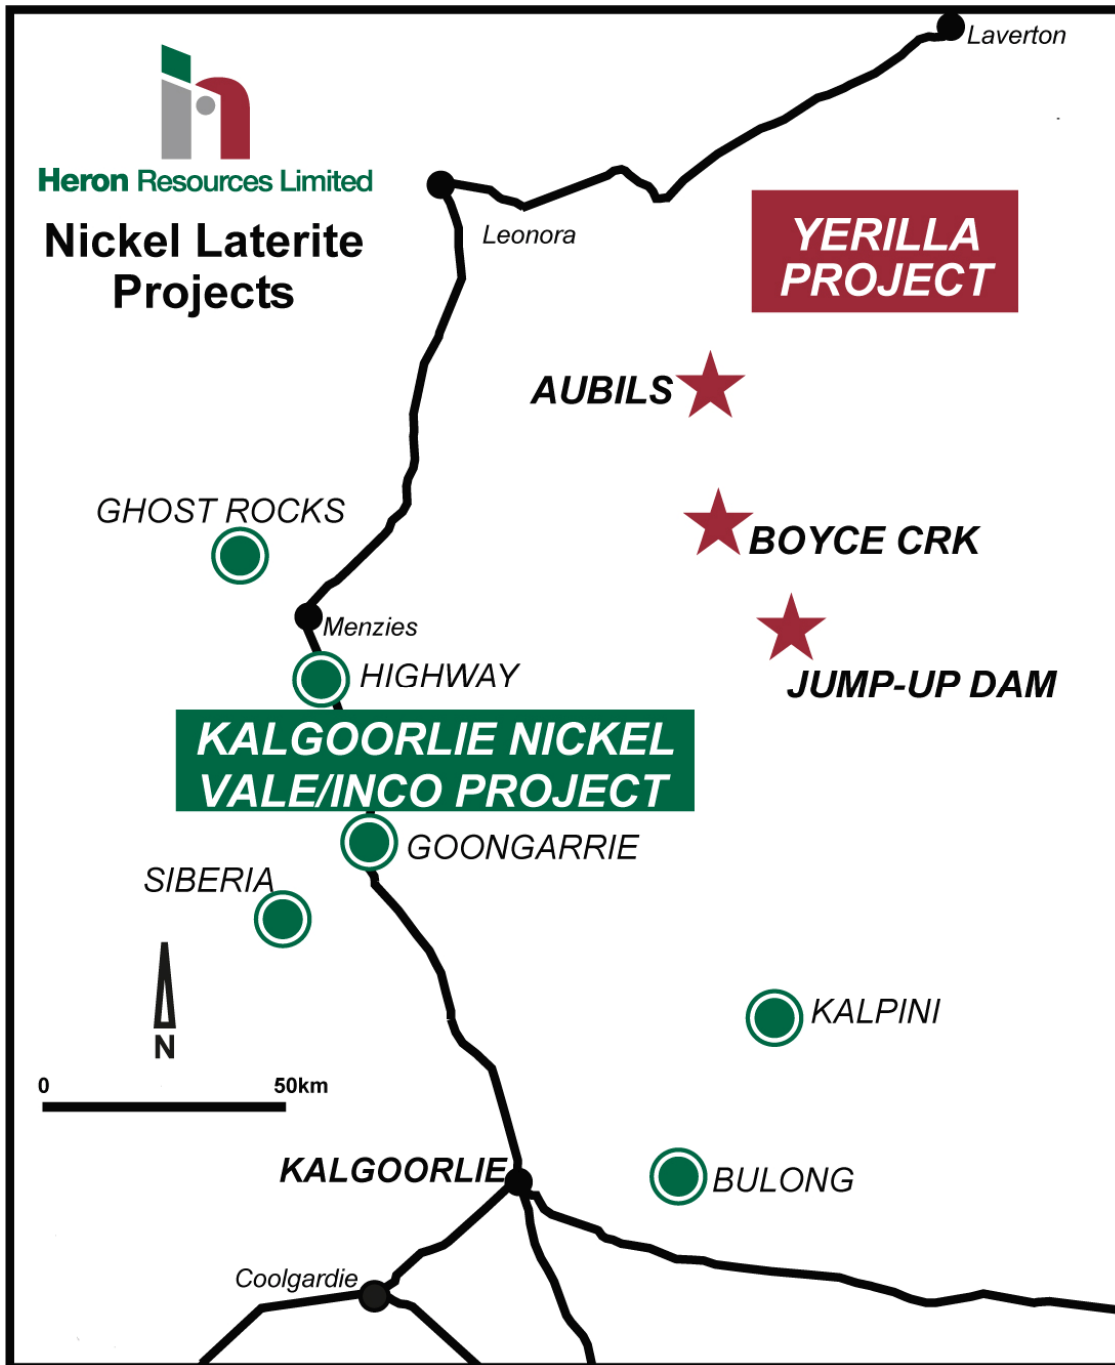 Laverton
Heron Resources Limited
Nickel Laterite
Projects
Leonora
YERILLA
PROJECT
AUBILS
GHOST ROCKS
BOYCE CRK
Menzies
HIGHWAY
JUMP-UP DAM
KALGOORLIE NICKEL
VALE/INCO PROJECT
GOONGARRIE
SIBERIA
KALPINI
N
0 50km
KALGOORLIE
BULONG
Coolgardie